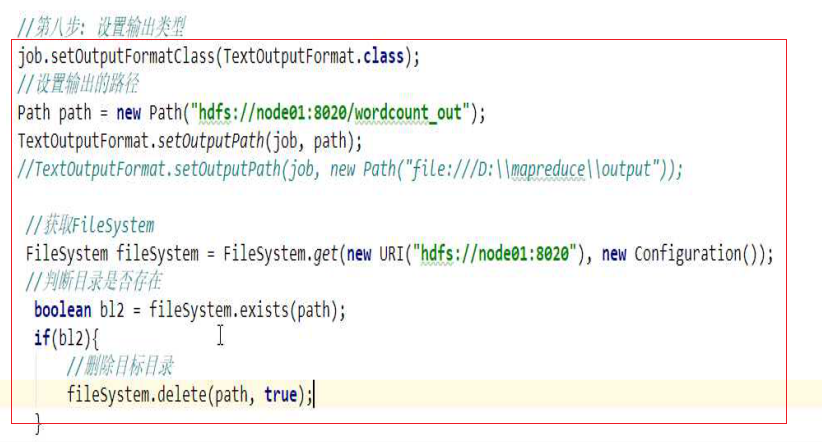 //第八步: 设置输出类型
job.setOutputFormatClass(TextOutputFormat.class);
//设置输出的路径
Path path = new Path("hdfs://node01:8020/wordcount_out");
TextOutputFormat.setOutputPath(job, path);
//TextOutputFormat.setOutputPath(job, new Path("file:///D:\\mapreduce\\output"));
//获取FileSystem
FileSystem fileSystem = FileSystem.get(new URI("hdfs://node01:8020"), new Configuration());
//判断目录是否存在
boolean bl2 = fileSystem.exists(path);
if(bl2){
//删除目标目录
fileSystem.delete(path, true);
}